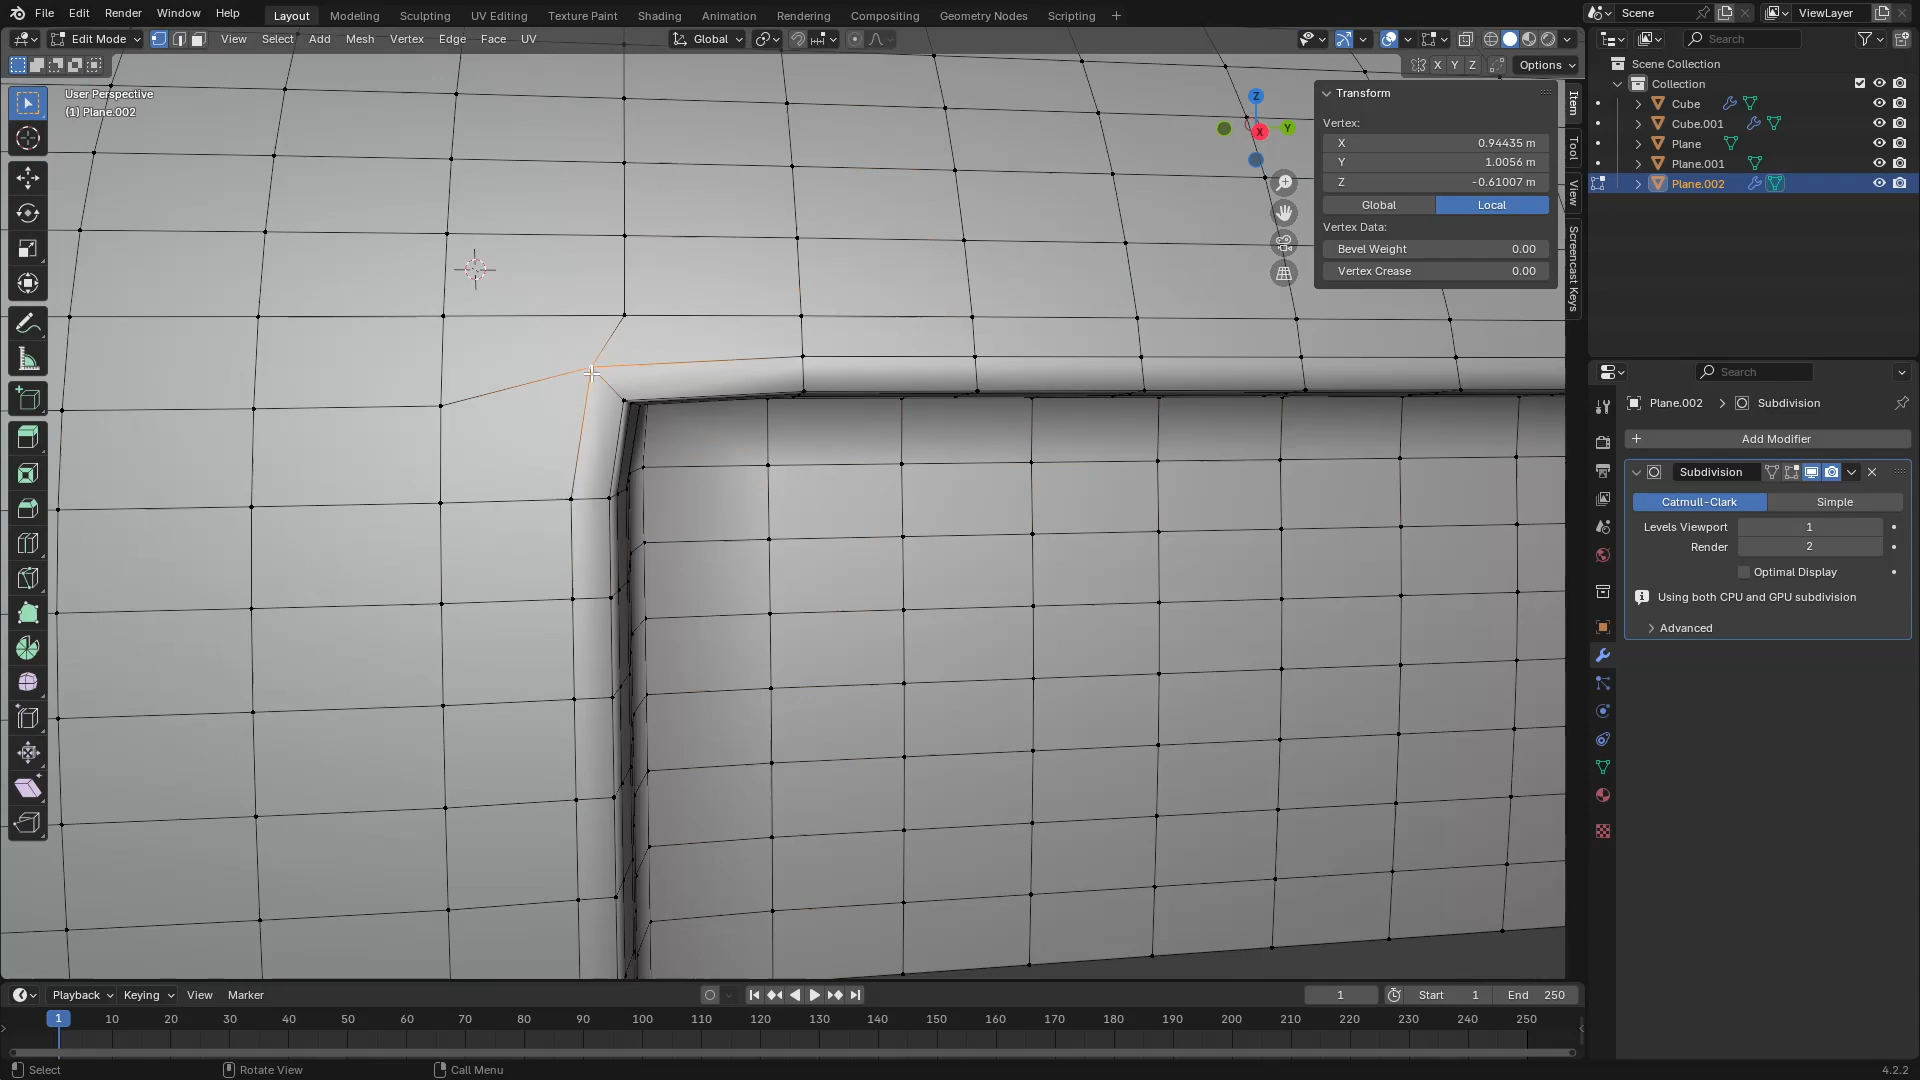 File Edit Render Window Help Layout Modeling Sculpting UV Editing Texture Paint Shading Animation Rendering Compositing Geometry Nodes Scripting Scene ViewLayer
Edit Mode View Select Add Mesh Vertex Edge Face UV Global Search
X Y Z Options
Scene Collection
User Perspective
(1) Plane.002
Z
X
Y
Transform
Vertex:
X 0.94435 m
Y 1.0056 m
Z -0.61007 m
Global Local
Vertex Data:
Bevel Weight 0.00
Vertex Crease 0.00
Item
Tool
View
Screencast Keys
Collection
Cube
Cube.001
Plane
Plane.001
Plane.002
Search
Plane.002 Subdivision
Add Modifier
Subdivision
Catmull-Clark Simple
Levels Viewport 1
Render 2
Optimal Display
Using both CPU and GPU subdivision
Advanced
Playback Keying View Marker 1 Start 1 End 250
1 10 20 30 40 50 60 70 80 90 100 110 120 130 140 150 160 170 180 190 200 210 220 230 240 250
Select Rotate View Call Menu 4.2.2